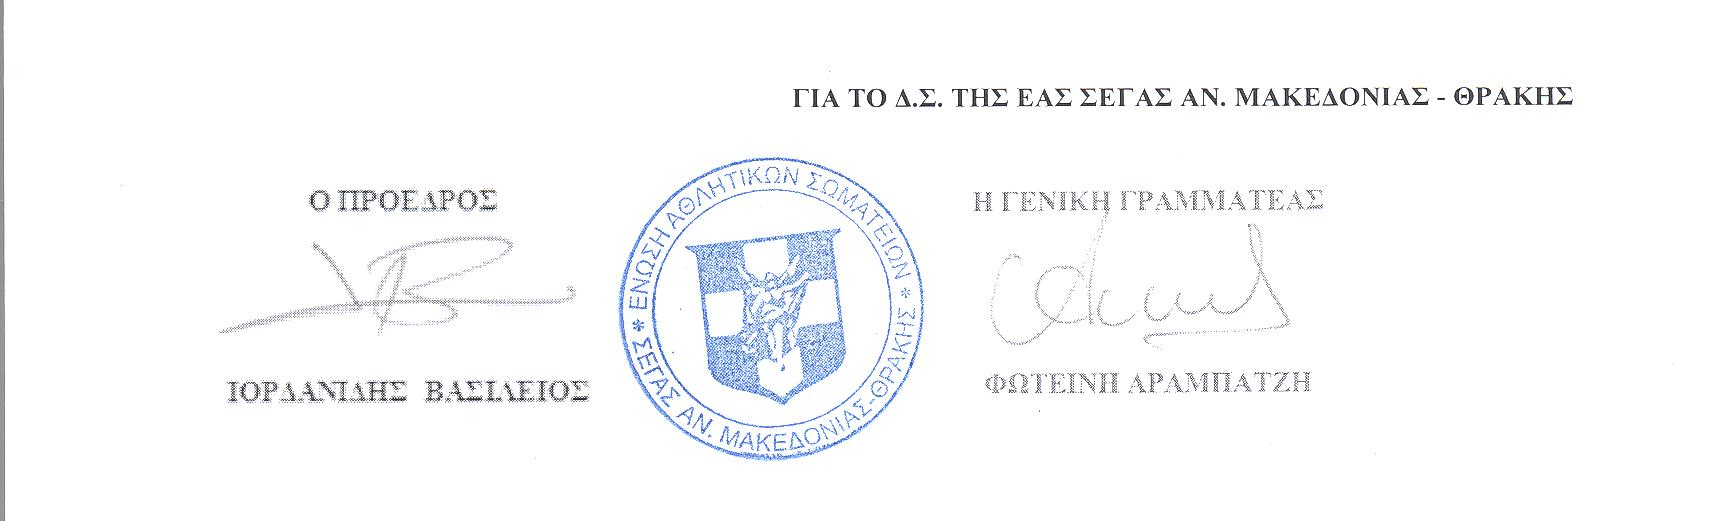 ΓΙΑ ΤΟ Δ.Σ. ΤΗΣ ΕΑΣ ΣΕΓΑΣ ΑΝ. ΜΑΚΕΔΟΝΙΑΣ - ΘΡΑΚΗΣ
Ο ΠΡΟΕΔΡΟΣ
Η ΓΕΝΙΚΗ ΓΡΑΜΜΑΤΕΑΣ
* ΕΝΩΣΗ ΑΘΛΗΤΙΚΩΝ ΣΩΜΑΤΕΙΩΝ *
ΣΕΓΑΣ ΑΝ. ΜΑΚΕΔΟΝΙΑΣ-ΘΡΑΚΗΣ
ΙΟΡΔΑΝΙΔΗΣ ΒΑΣΙΛΕΙΟΣ
ΦΩΤΕΙΝΗ ΑΡΑΜΠΑΤΖΗ